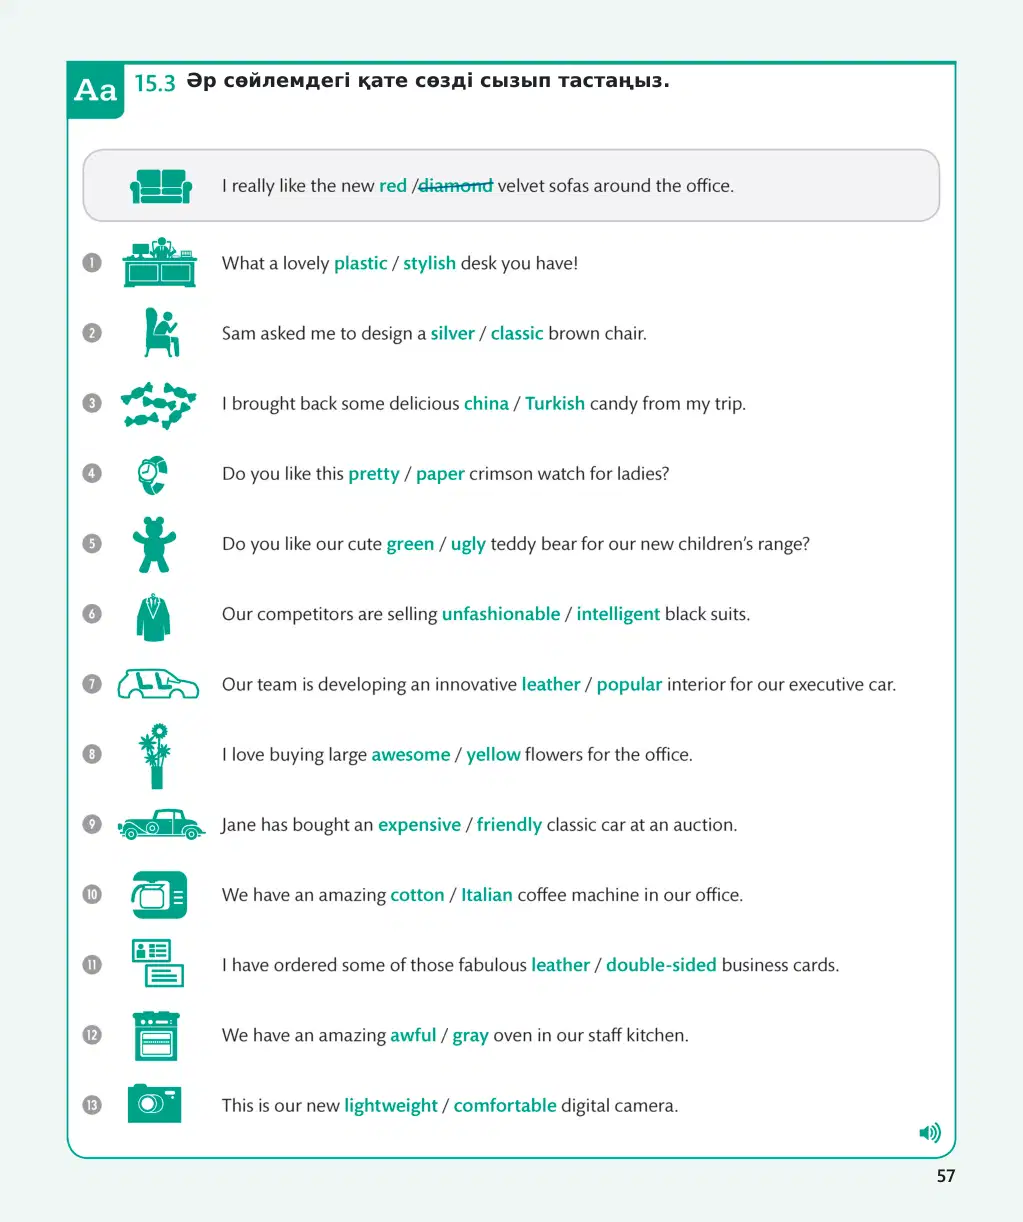 Aa 15.3 Әр сөйлемдегі қате сөзді сызып тастаңыз.
I really like the new red /diamond velvet sofas around the office.
1 What a lovely plastic / stylish desk you have!
2 Sam asked me to design a silver / classic brown chair.
3 I brought back some delicious china / Turkish candy from my trip.
4 Do you like this pretty / paper crimson watch for ladies?
5 Do you like our cute green / ugly teddy bear for our new children’s range?
6 Our competitors are selling unfashionable / intelligent black suits.
7 Our team is developing an innovative leather / popular interior for our executive car.
8 I love buying large awesome / yellow flowers for the office.
9 Jane has bought an expensive / friendly classic car at an auction.
10 We have an amazing cotton / Italian coffee machine in our office.
11 I have ordered some of those fabulous leather / double-sided business cards.
12 We have an amazing awful / gray oven in our staff kitchen.
13 This is our new lightweight / comfortable digital camera.
57